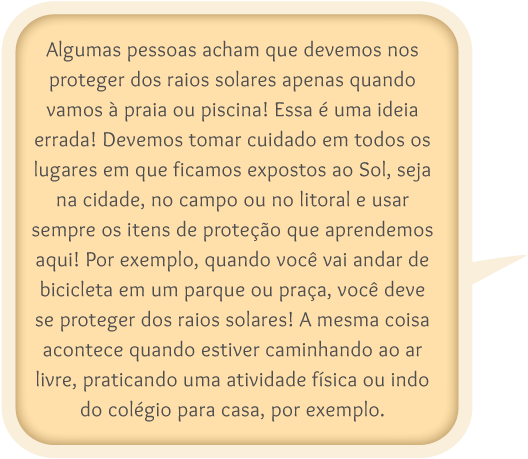 Algumas pessoas acham que devemos nos
proteger dos raios solares apenas quando
vamos à praia ou piscina! Essa é uma ideia
errada! Devemos tomar cuidado em todos os
lugares em que ficamos expostos ao Sol, seja
na cidade, no campo ou no litoral e usar
sempre os itens de proteção que aprendemos
aqui! Por exemplo, quando você vai andar de
bicicleta em um parque ou praça, você deve
se proteger dos raios solares! A mesma coisa
acontece quando estiver caminhando ao ar
livre, praticando uma atividade física ou indo
do colégio para casa, por exemplo.